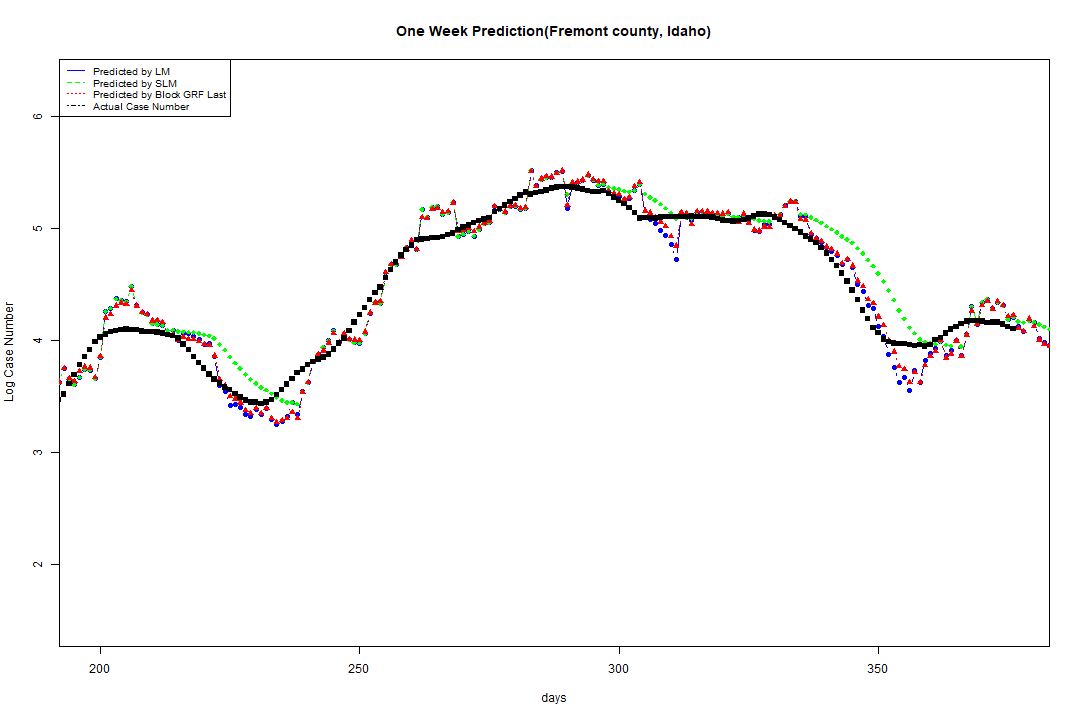 One Week Prediction(Fremont county, Idaho)
Predicted by LM
Predicted by SLM
Predicted by Block GRF Last
Actual Case Number
6
5
4
3
2
Log Case Number
200 250 300 350
days